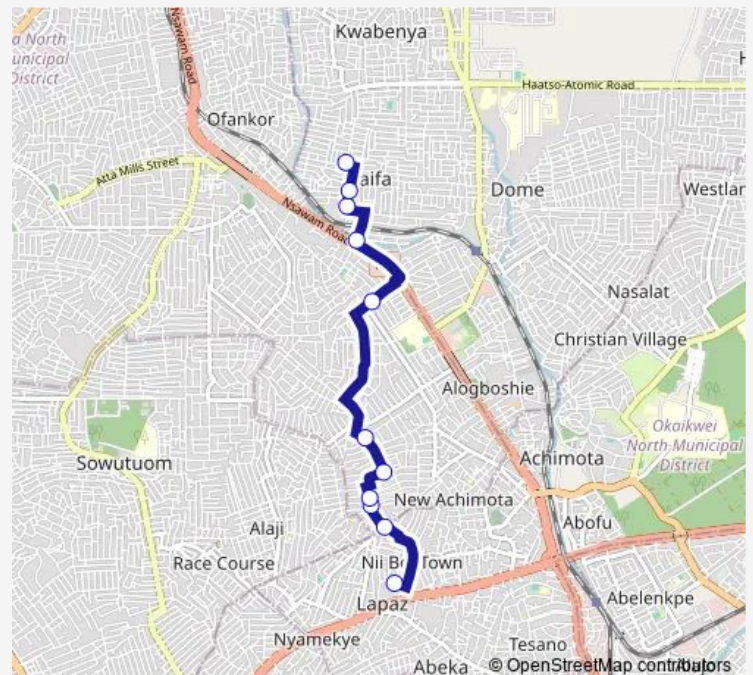 Kwabenya
a North
unicipal
District
Nsawam Road
Haatso-Atomic Road
Ofankor
Atta Mills Street
aifa
Dome
Westlar
Nsawam Road
Nasalat
Christian Village
Alogboshie
Okaikwei
North Municipal
District
Sowutuom
Achimota
New Achimota
Abofu
Alaji
Race Course
Nii Bo Town
Lapaz
Abelenkpe
Nyamekye
Tesano
Abeka
© OpenStreetMap contributors